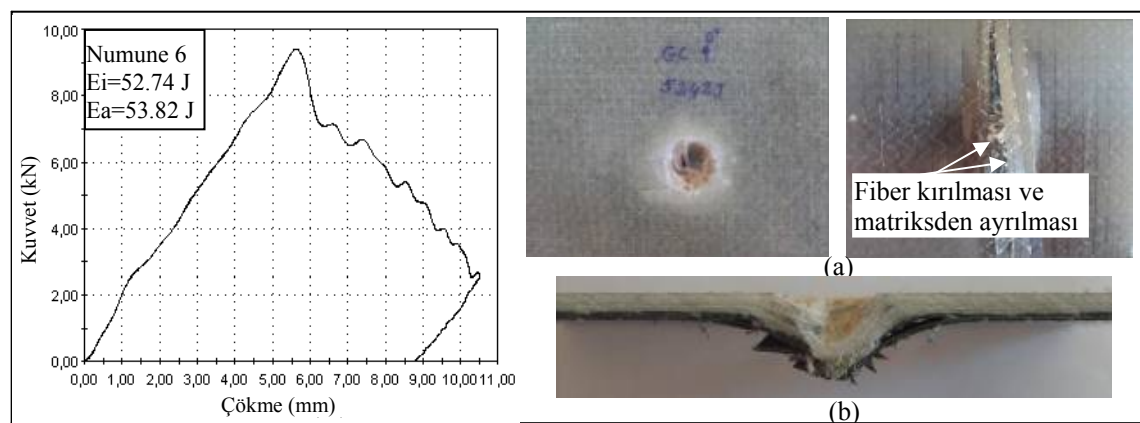 Numune 6
Ei=52.74 J
Ea=53.82 J
10,00
8,00
6,00
4,00
2,00
0,00
Kuvvet (kN)
0,00 1,00 2,00 3,00 4,00 5,00 6,00 7,00 8,00 9,00 10,00 11,00
Çökme (mm)
Fiber kırılması ve
matriksden ayrılması
(a)
(b)